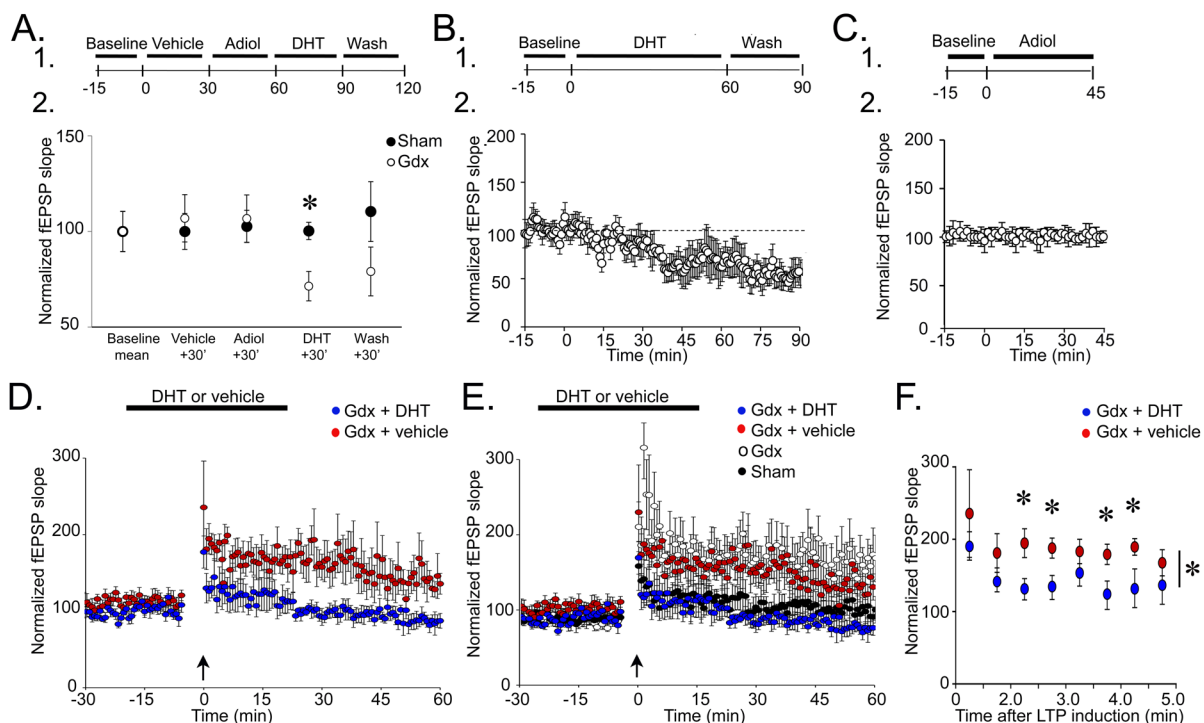 A.
Baseline Vehicle Adiol DHT Wash
1.
-15 0 30 60 90 120
2.
Normalized fEPSP slope
150
100
50
Sham
Gdx
*
Baseline mean
Vehicle +30'
Adiol +30'
DHT +30'
Wash +30'
B.
Baseline DHT Wash
1.
-15 0 60 90
2.
Normalized fEPSP slope
200
150
100
50
0
-15 0 15 30 45 60 75 90
Time (min)
C.
Baseline Adiol
1.
-15 0 45
2.
Normalized fEPSP slope
200
150
100
50
0
-15 0 15 30 45
Time (min)
D.
DHT or vehicle
Gdx + DHT
Gdx + vehicle
Normalized fEPSP slope
300
200
100
0
-30 -15 0 15 30 45 60
Time (min)
E.
DHT or vehicle
Gdx + DHT
Gdx + vehicle
Gdx
Sham
Normalized fEPSP slope
300
200
100
0
-30 -15 0 15 30 45 60
Time (min)
F.
Gdx + DHT
Gdx + vehicle
Normalized fEPSP slope
300
200
100
0
* * * *
*
0 2.0 3.0 4.0 5.0
Time after LTP induction (min)